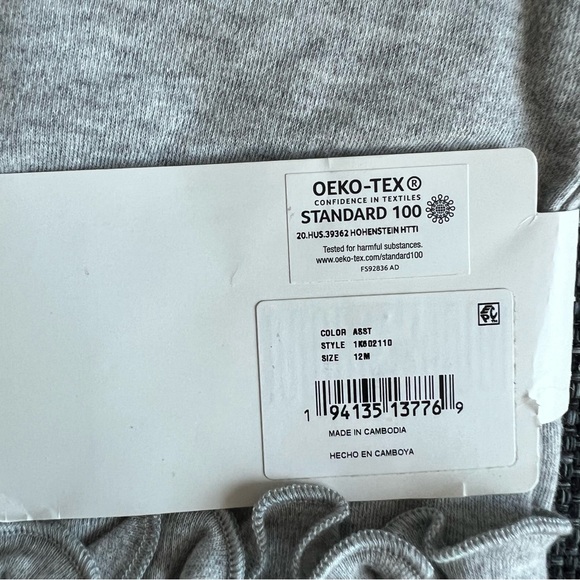 OEKO-TEX®
CONFIDENCE IN TEXTILES
STANDARD 100
20.HUS.39362 HOHENSTEIN HTTI
Tested for harmful substances.
www.oeko-tex.com/standard100
FS92836 AD
COLOR ASST
STYLE 1K602110
SIZE 12M
1 94135 13776 9
MADE IN CAMBODIA
HECHO EN CAMBOYA